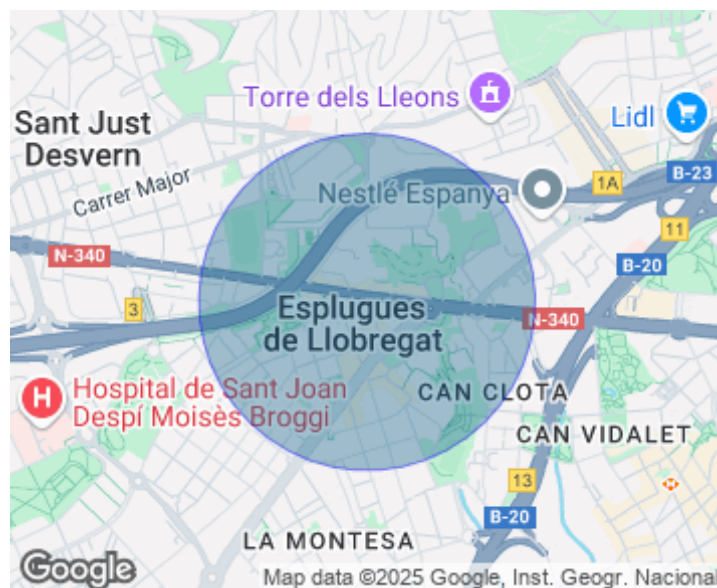 Torre dels Lleons
Lidl
Sant Just
Desvern
Carrer Major
Nestlé Espanya
1A
B-23
11
N-340
B-20
3
Esplugues
de Llobregat
N-340
H
Hospital de Sant Joan
Despí Moisès Broggi
CAN CLOTA
CAN VIDALET
13
B-20
LA MONTESA
Google
Map data ©2025 Google, Inst. Geogr. Nacional